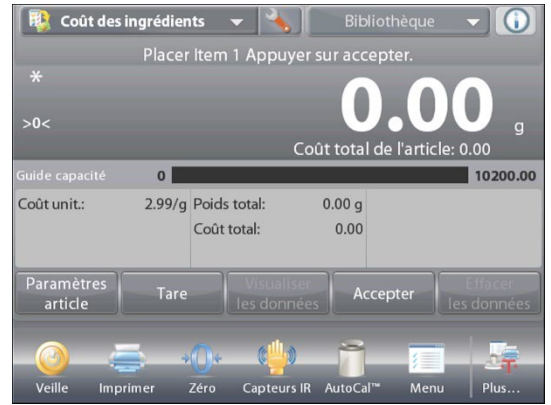 Coût des ingrédients
Bibliothèque
i
Placer Item 1 Appuyer sur accepter.
*
>0<
0.00 g
Coût total de l'article: 0.00
Guide capacité 0 10200.00
Coût unit.: 2.99/g Poids total: 0.00 g
Coût total: 0.00
Paramètres article
Tare
Visualiser les données
Accepter
Effacer les données
Veille Imprimer Zéro Capteurs IR AutoCal™ Menu Plus...